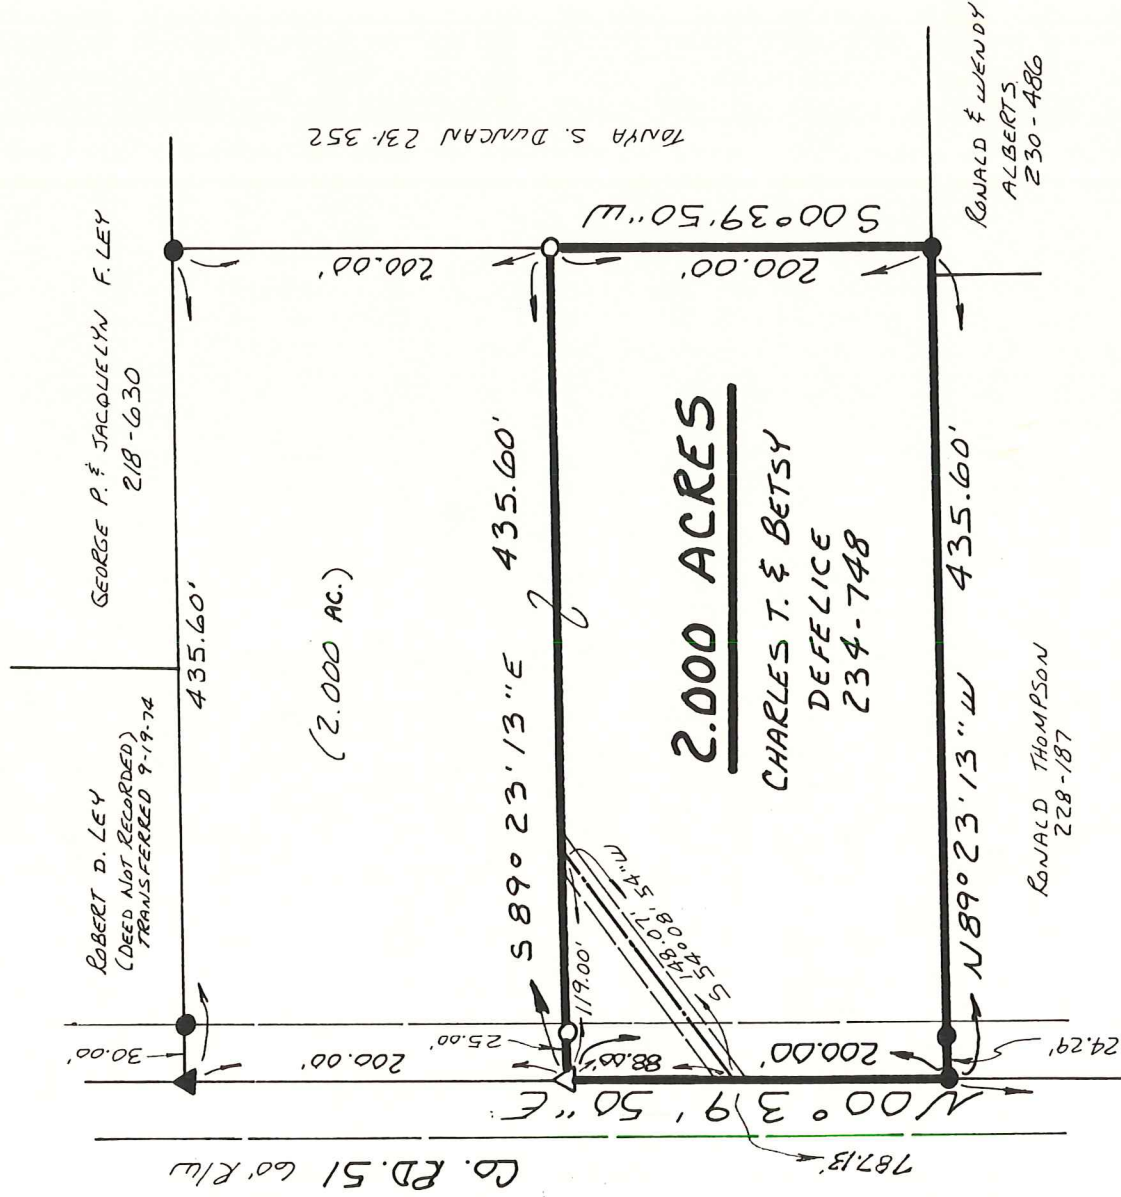 RONALD & WENDY
ALBERTS
230-486
TONYA S. DUNCAN 231-352
GEORGE P. & JACQUELYN F. LEY
218-630
S 00° 39' 50" W
200.00'
200.00'
435.60'
(2.000 AC.)
S 89° 23' 13" E 435.60'
2.000 ACRES
CHARLES T. & BETSY
DEFELICE
234-748
N 89° 23' 13" W 435.60'
RONALD THOMPSON
228-187
ROBERT D. LEY
(DEED NOT RECORDED)
TRANSFERRED 9-19-74
30.00'
200.00'
25.00'
119.00'
148.07'
S 54° 08' 54" W
88.00'
200.00'
24.29'
N 00° 39' 50" E
787.13'
CO. RD. 51 60' R/W